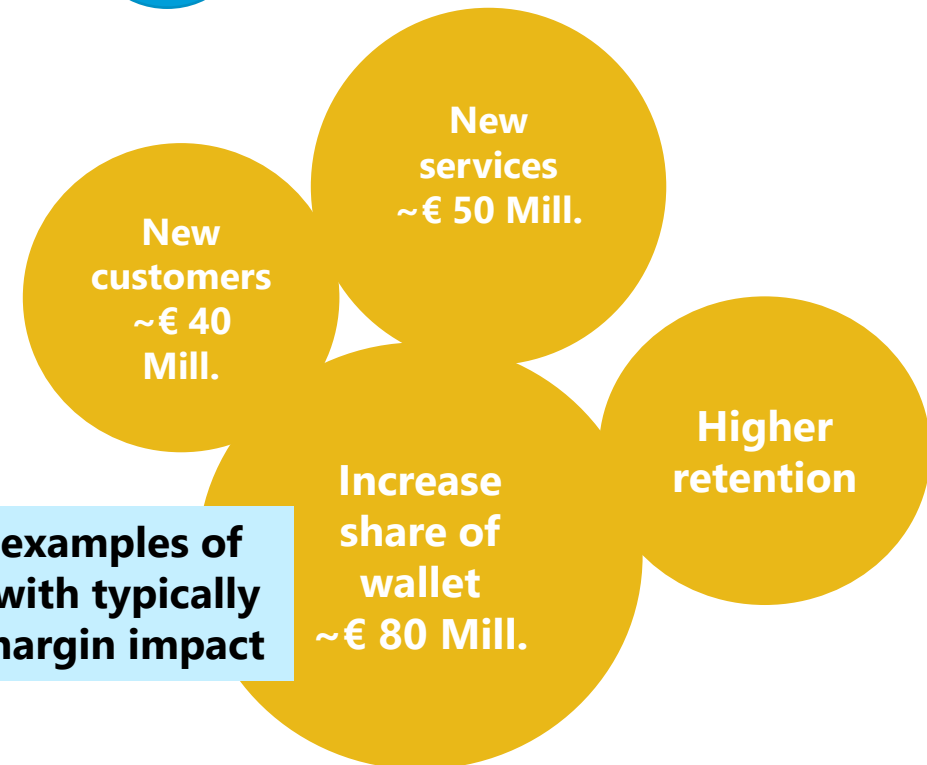 New
services
~€ 50 Mill.
New
customers
~€ 40
Mill.
Higher
retention
Increase
share of
wallet
~€ 80 Mill.
examples of
with typically
margin impact